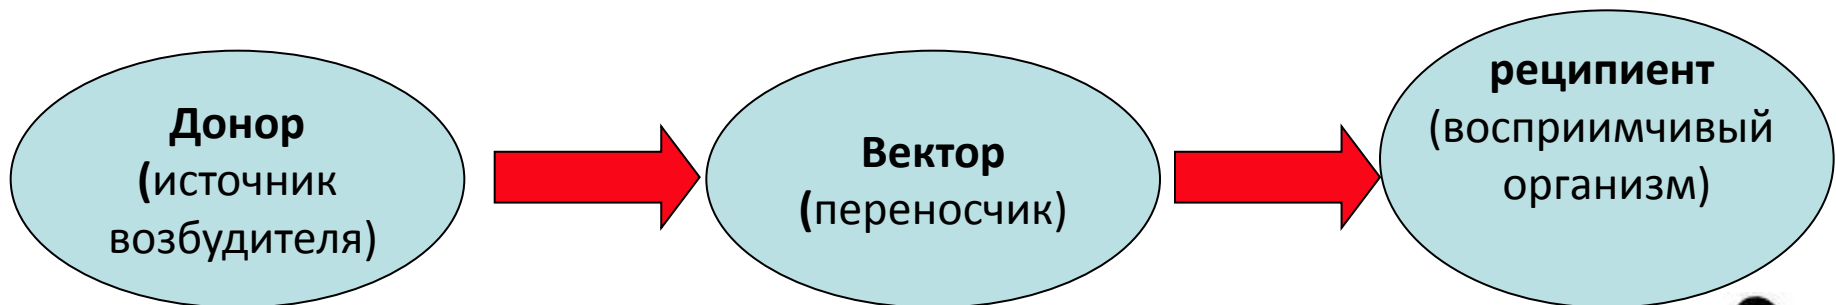 Донор
(источник
возбудителя)
Вектор
(переносчик)
реципиент
(восприимчивый
организм)